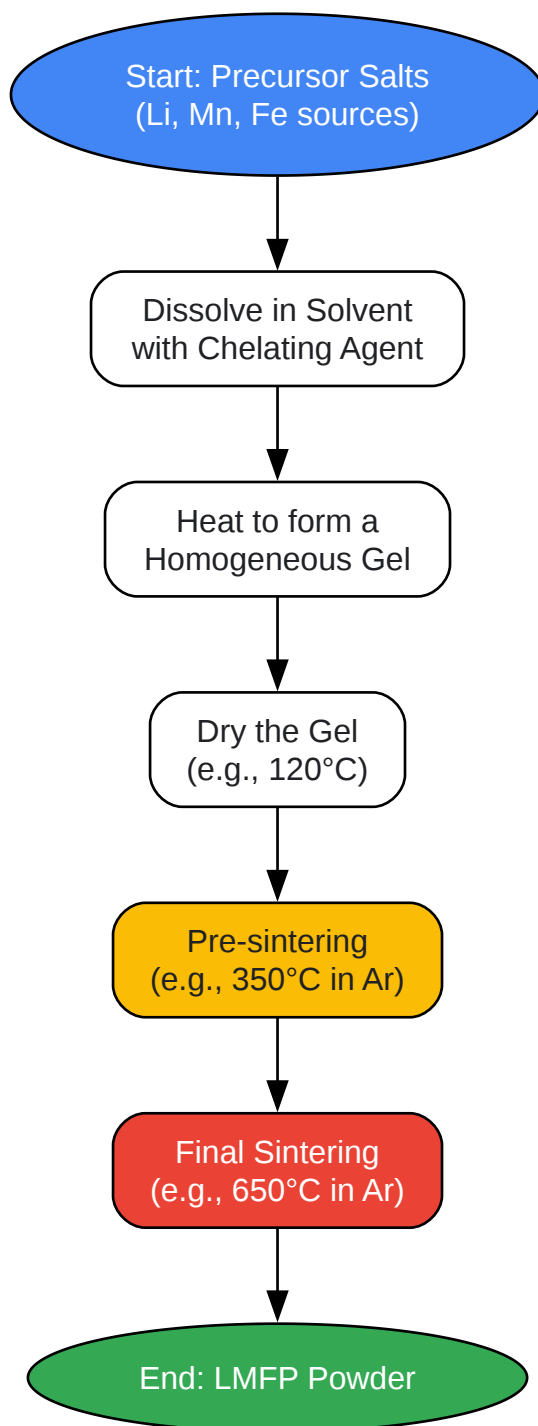 Start: Precursor Salts
(Li, Mn, Fe sources)
Dissolve in Solvent
with Chelating Agent
Heat to form a
Homogeneous Gel
Dry the Gel
(e.g., 120°C)
Pre-sintering
(e.g., 350°C in Ar)
Final Sintering
(e.g., 650°C in Ar)
End: LMFP Powder